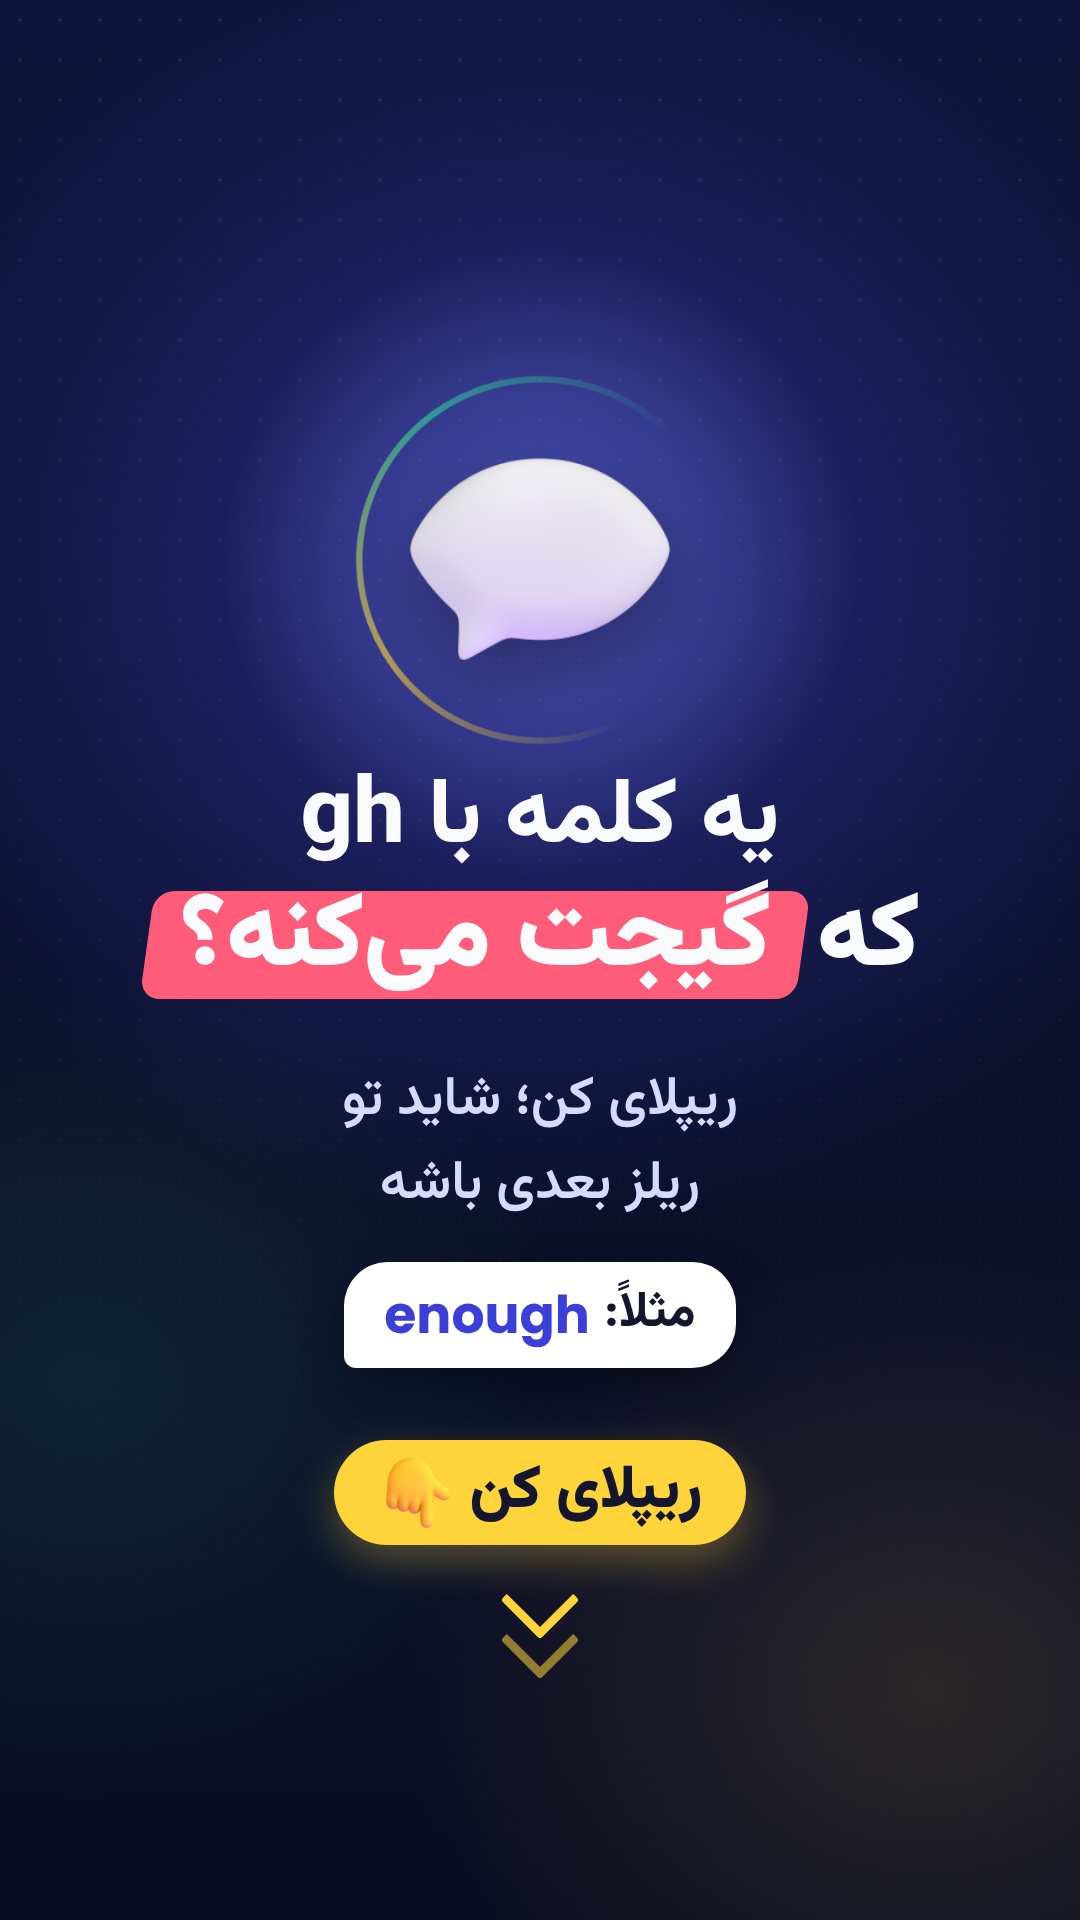 یه کلمه با gh
که گیجت می‌کنه؟
ریپلای کن؛ شاید تو
ریلز بعدی باشه
مثلاً: enough
ریپلای کن 👇